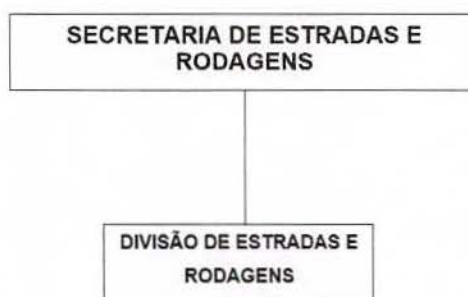 SECRETARIA DE ESTRADAS E
RODAGENS
DIVISÃO DE ESTRADAS E
RODAGENS